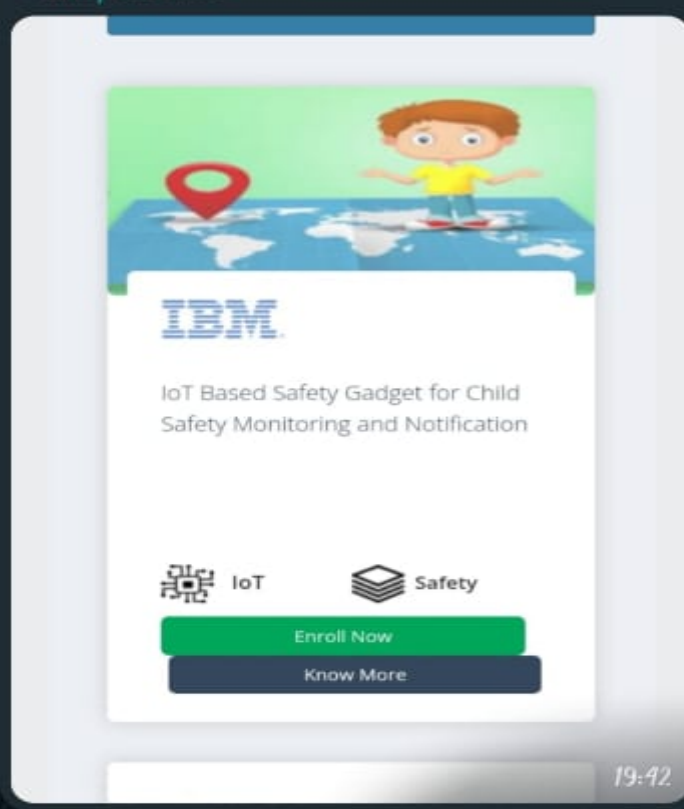 IBM
IoT Based Safety Gadget for Child
Safety Monitoring and Notification
IoT
Safety
Enroll Now
Know More
19:42